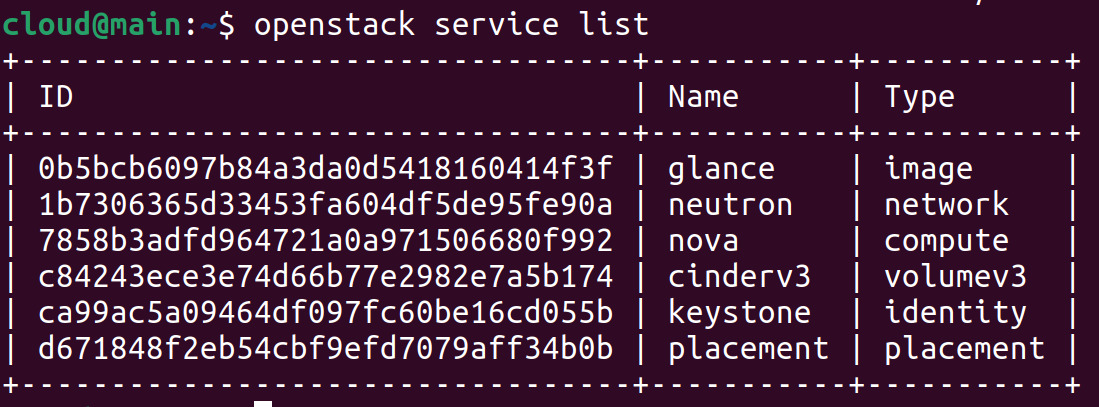 cloud@main:~$ openstack service list
+----------------------------------+-----------+-----------+
| ID                               | Name      | Type      |
+----------------------------------+-----------+-----------+
| 0b5bcb6097b84a3da0d5418160414f3f | glance    | image     |
| 1b7306365d33453fa604df5de95fe90a | neutron   | network   |
| 7858b3adfd964721a0a971506680f992 | nova      | compute   |
| c84243ece3e74d66b77e2982e7a5b174 | cinderv3  | volumev3  |
| ca99ac5a09464df097fc60be16cd055b | keystone  | identity  |
| d671848f2eb54cbf9efd7079aff34b0b | placement | placement |
+----------------------------------+-----------+-----------+